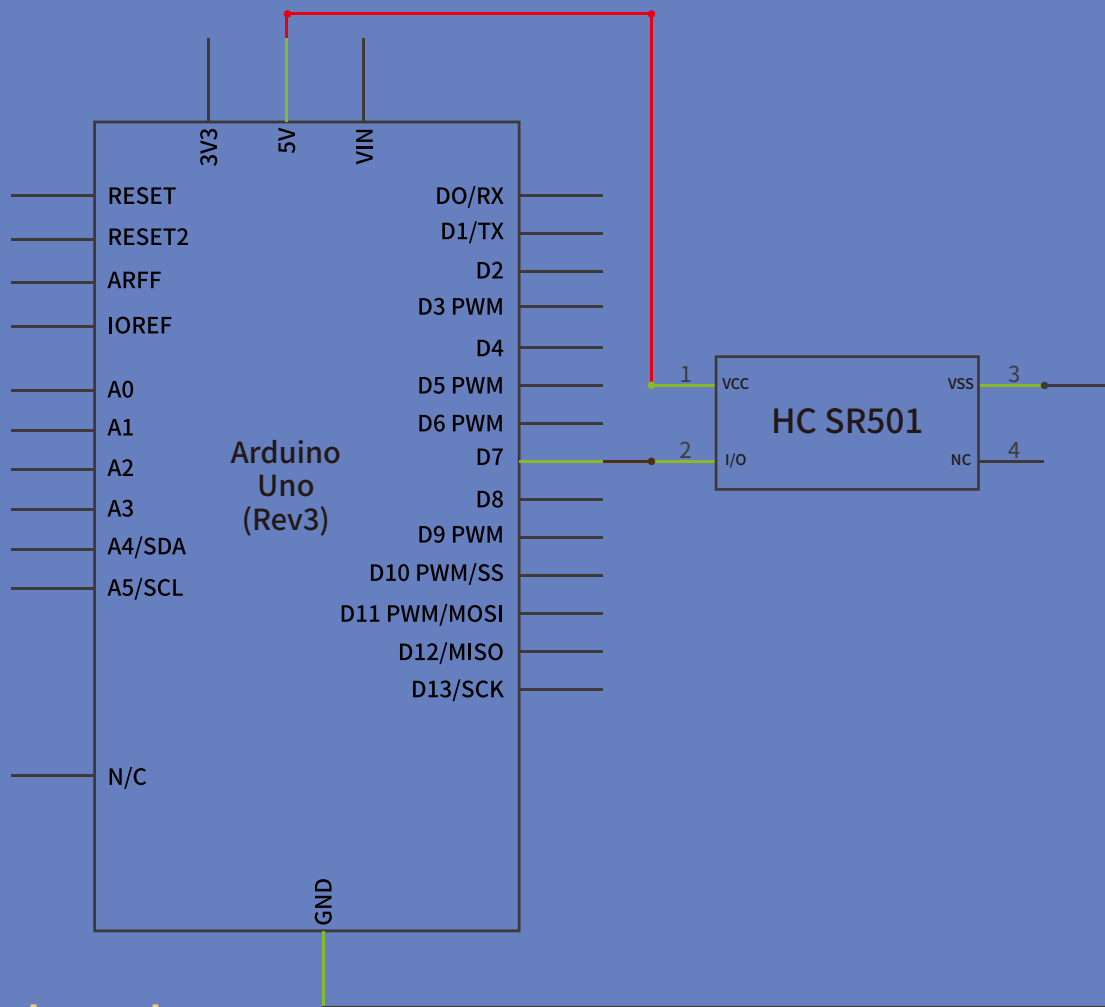 3V3
5V
VIN
RESET
RESET2
ARFF
IOREF
A0
A1
A2
A3
A4/SDA
A5/SCL
N/C
Arduino
Uno
(Rev3)
DO/RX
D1/TX
D2
D3 PWM
D4
D5 PWM
D6 PWM
D7
D8
D9 PWM
D10 PWM/SS
D11 PWM/MOSI
D12/MISO
D13/SCK
GND
1
2
VCC
I/O
HC SR501
VSS
NC
3
4